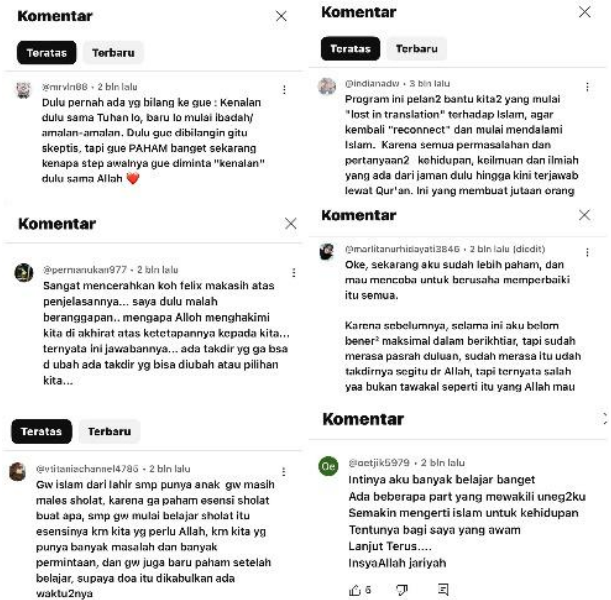 Komentar
Teratas Terbaru
@mrvln88 • 2 bln lalu
Dulu pernah ada yg bilang ke gue : Kenalan
dulu sama Tuhan lo, baru lo mulai ibadah/
amalan-amalan. Dulu gue dibilangin gitu
skeptis, tapi gue PAHAM banget sekarang
kenapa step awalnya gue diminta "kenalan"
dulu sama Allah ❤️
Komentar
@permanukan977 • 2 bln lalu
Sangat mencerahkan koh felix makasih atas
penjelasannya... saya dulu malah
beranggapan.. mengapa Alloh menghakimi
kita di akhirat atas ketetapannya kepada kita...
ternyata ini jawabannya... ada takdir yg ga bsa
d ubah ada takdir yg bisa diubah atau pilihan
kita...
Teratas Terbaru
@vtitaniachannel4785 • 2 bln lalu
Gw islam dari lahir smp punya anak gw masih
males sholat, karena ga paham esensi sholat
buat apa, smp gw mulai belajar sholat itu
esensinya krn kita yg perlu Allah, krn kita yg
punya banyak masalah dan banyak
permintaan, dan gw juga baru paham setelah
belajar, supaya doa itu dikabulkan ada
waktu2nya
Komentar
Teratas Terbaru
@indianadw • 3 bln lalu
Program ini pelan2 bantu kita2 yang mulai
"lost in translation" terhadap Islam, agar
kembali "reconnect" dan mulai mendalami
Islam. Karena semua permasalahan dan
pertanyaan2 kehidupan, keilmuan dan ilmiah
yang ada dari jaman dulu hingga kini terjawab
lewat Qur'an. Ini yang membuat jutaan orang
Komentar
@marlitanurhidayati3846 • 2 bln lalu (diedit)
Oke, sekarang aku sudah lebih paham, dan
mau mencoba untuk berusaha memperbaiki
itu semua.
Karena sebelumnya, selama ini aku belom
bener² maksimal dalam berikhtiar, tapi sudah
merasa pasrah duluan, sudah merasa itu udah
takdirnya segitu dr Allah, tapi ternyata salah
yaa bukan tawakal seperti itu yang Allah mau
Komentar
Oe
@oetjik5979 • 2 bln lalu
Intinya aku banyak belajar banget
Ada beberapa part yang mewakili uneg2ku
Semakin mengerti islam untuk kehidupan
Tentunya bagi saya yang awam
Lanjut Terus....
InsyaAllah jariyah
6